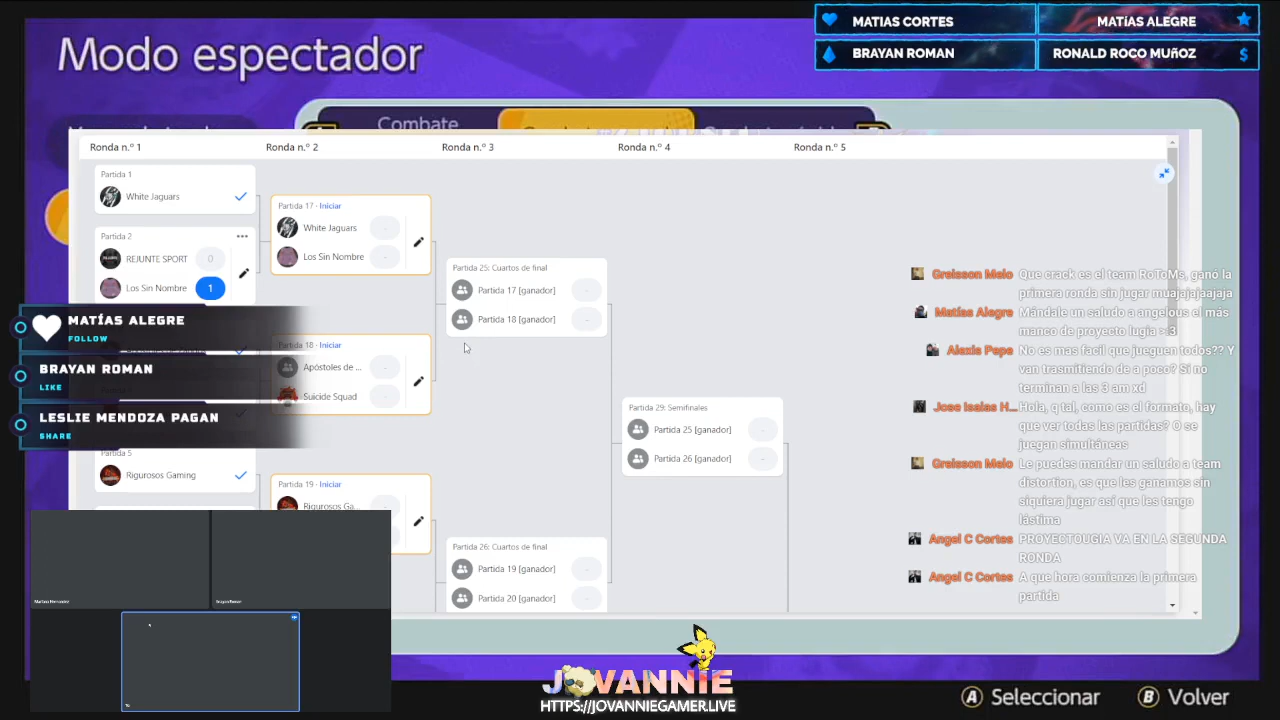 Modo espectador
MATIAS CORTES
MATíAS ALEGRE
BRAYAN ROMAN
RONALD ROCO MUñOZ
Combate
Ronda n.º 1
Ronda n.º 2
Ronda n.º 3
Ronda n.º 4
Ronda n.º 5
Partida 1
White Jaguars
Partida 2
REJUNTE SPORT 0
Los Sin Nombre 1
Partida 17 - Iniciar
White Jaguars -
Los Sin Nombre -
Partida 25: Cuartos de final
Partida 17 [ganador] -
Partida 18 [ganador] -
MATÍAS ALEGRE
FOLLOW
BRAYAN ROMAN
LIKE
LESLIE MENDOZA PAGAN
SHARE
18 - Iniciar
Apóstoles de ... -
Suicide Squad -
Partida 29: Semifinales
Partida 25 [ganador] -
Partida 26 [ganador] -
Partida 5
Rigurosos Gaming
Partida 19 - Iniciar
Rigurosos Ga...
Partida 26: Cuartos de final
Partida 19 [ganador] -
Partida 20 [ganador] -
Greisson Melo Que crack es el team RoToMs, ganó la
primera ronda sin jugar muajajaajaaja
Matías Alegre Mándale un saludo a angelous el más
manco de proyecto lugia >:3
Alexis Pepe No es mas facil que jueguen todos?? Y
van trasmitiendo de a poco? Si no
terminan a las 3 am xd
Jose Isaias H... Hola, q tal, como es el formato, hay
que ver todas las partidas? O se
juegan simultáneas
Greisson Melo Le puedes mandar un saludo a team
distortion, es que les ganamos sin
siquiera jugar así que les tengo
lástima
Angel C Cortes PROYECTOUGIA VA EN LA SEGUNDA
RONDA
Angel C Cortes A que hora comienza la primera
partida
JOVANNIE
HTTPS://JOVANNIEGAMER.LIVE
A Seleccionar
B Volver